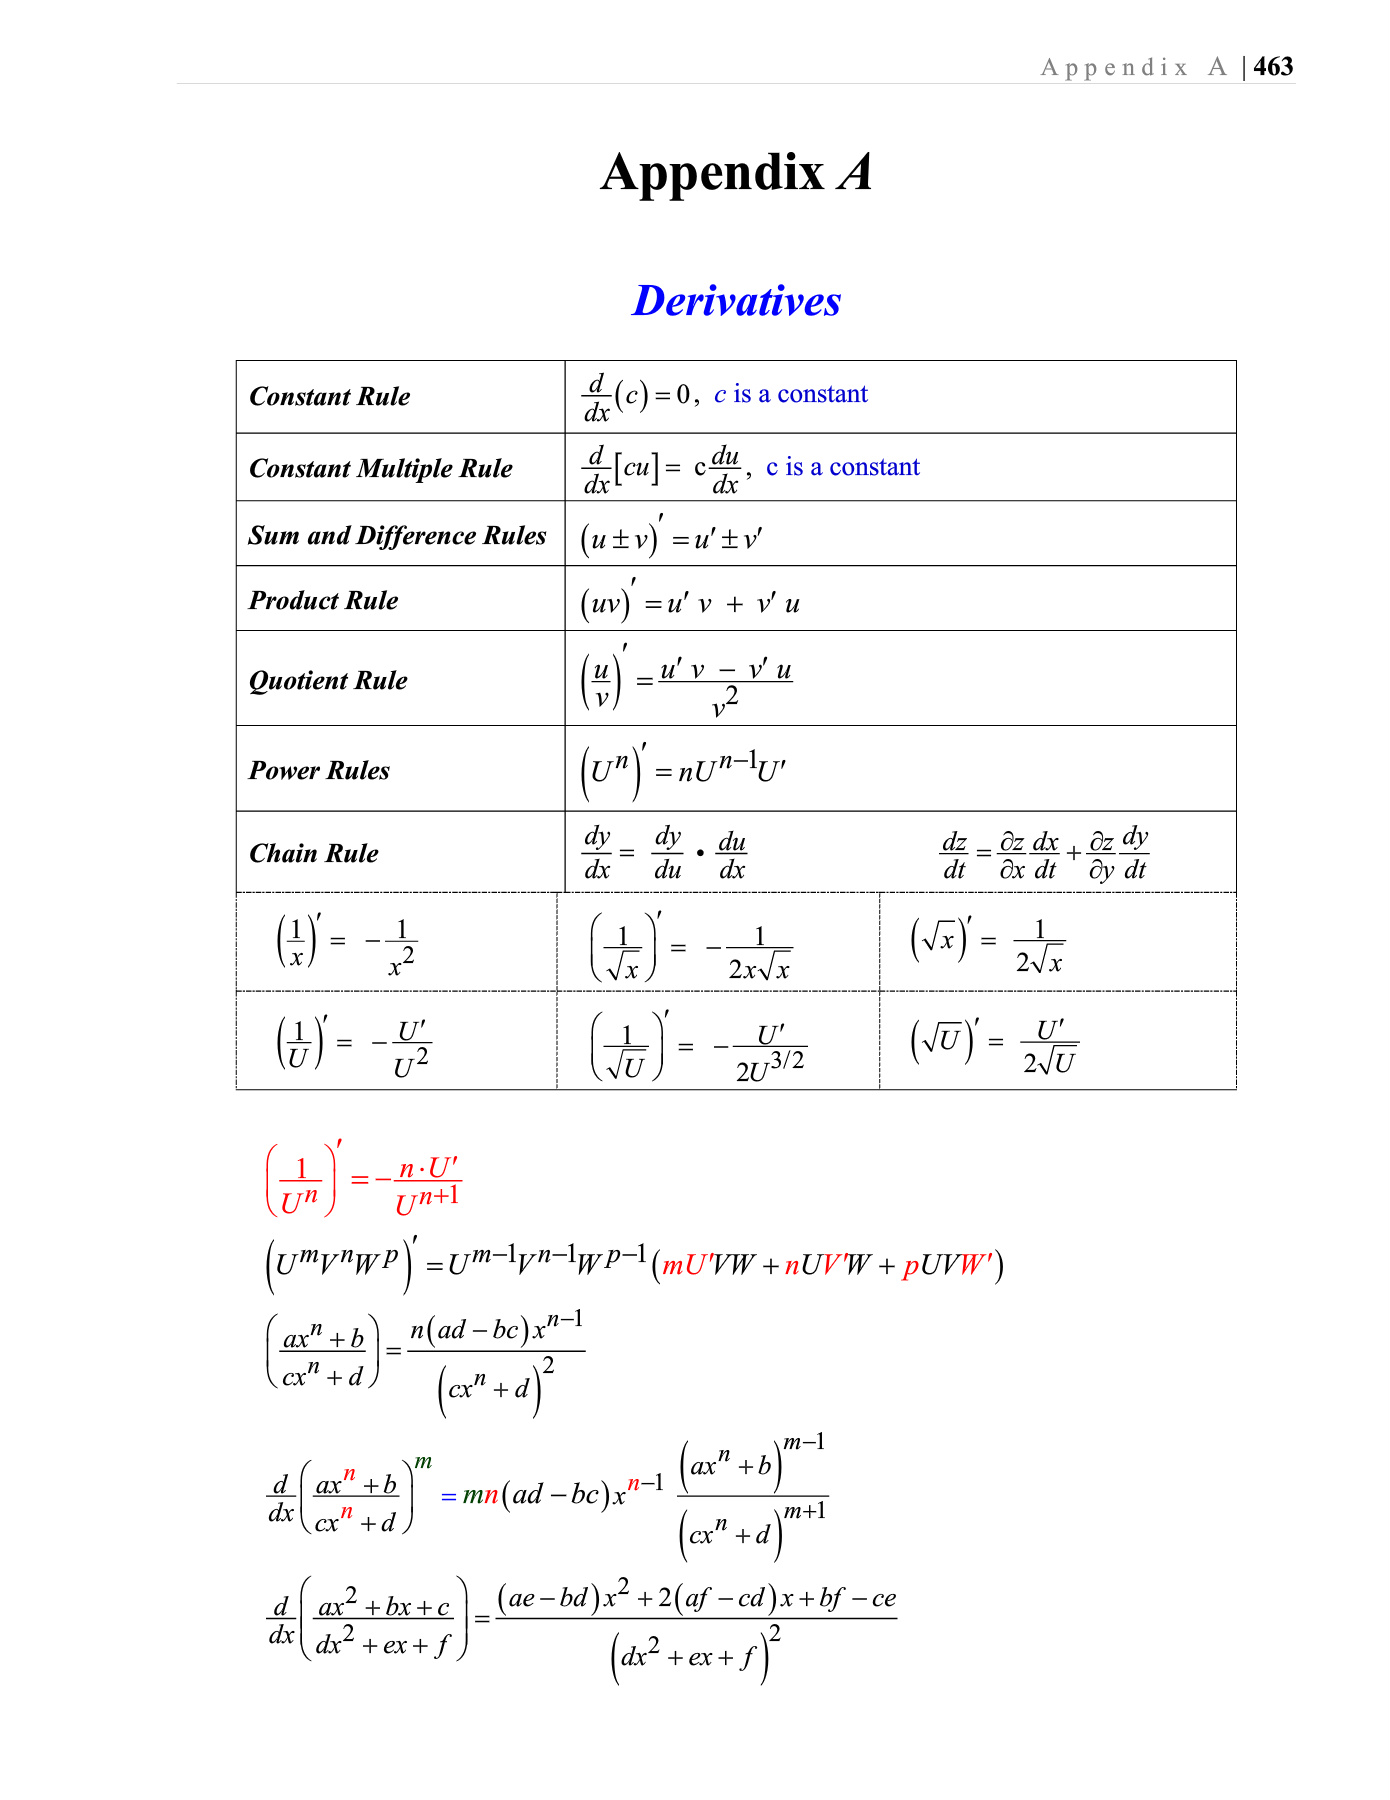 Appendix A | 463
Appendix A
Derivatives
Constant Rule $\frac{d}{dx}(c) = 0,$ c is a constant
Constant Multiple Rule $\frac{d}{dx}[cu] = c\frac{du}{dx},$ c is a constant
Sum and Difference Rules $(u \pm v)' = u' \pm v'$
Product Rule $(uv)' = u' v + v' u$
Quotient Rule $\left(\frac{u}{v}\right)' = \frac{u' v - v' u}{v^2}$
Power Rules $\left(U^n\right)' = nU^{n-1}U'$
Chain Rule $\frac{dy}{dx} = \frac{dy}{du} \bullet \frac{du}{dx}$ $\frac{dz}{dt} = \frac{\partial z}{\partial x}\frac{dx}{dt} + \frac{\partial z}{\partial y}\frac{dy}{dt}$
$\left(\frac{1}{x}\right)' = -\frac{1}{x^2}$ $\left(\frac{1}{\sqrt{x}}\right)' = -\frac{1}{2x\sqrt{x}}$ $\left(\sqrt{x}\right)' = \frac{1}{2\sqrt{x}}$
$\left(\frac{1}{U}\right)' = -\frac{U'}{U^2}$ $\left(\frac{1}{\sqrt{U}}\right)' = -\frac{U'}{2U^{3/2}}$ $\left(\sqrt{U}\right)' = \frac{U'}{2\sqrt{U}}$
$\left(\frac{1}{U^n}\right)' = -\frac{n \cdot U'}{U^{n+1}}$
$\left(U^m V^n W^p\right)' = U^{m-1}V^{n-1}W^{p-1}(mU'VW + nUV'W + pUVW')$
$\left(\frac{ax^n + b}{cx^n + d}\right) = \frac{n(ad - bc)x^{n-1}}{\left(cx^n + d\right)^2}$
$\frac{d}{dx}\left(\frac{ax^n + b}{cx^n + d}\right)^m = mn(ad - bc)x^{n-1}\frac{\left(ax^n + b\right)^{m-1}}{\left(cx^n + d\right)^{m+1}}$
$\frac{d}{dx}\left(\frac{ax^2 + bx + c}{dx^2 + ex + f}\right) = \frac{(ae - bd)x^2 + 2(af - cd)x + bf - ce}{\left(dx^2 + ex + f\right)^2}$